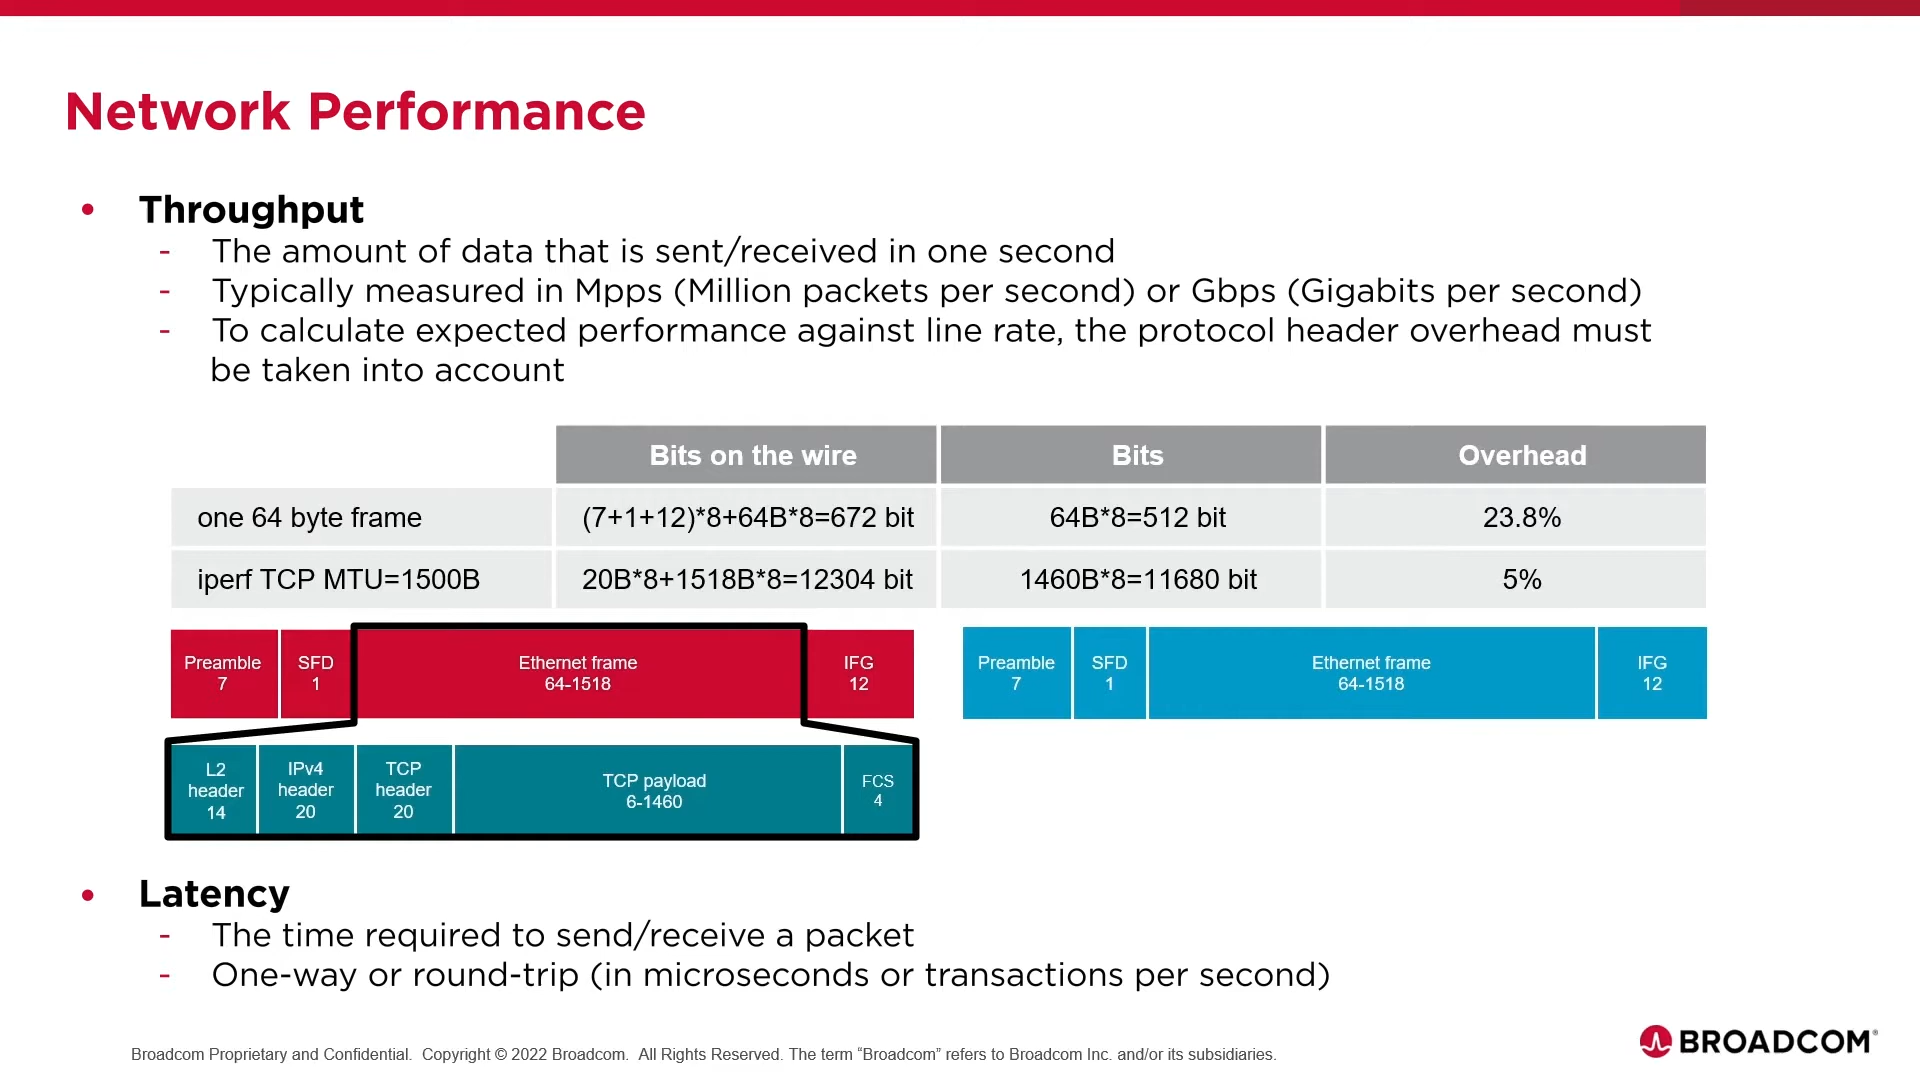 Network Performance
• Throughput
- The amount of data that is sent/received in one second
- Typically measured in Mpps (Million packets per second) or Gbps (Gigabits per second)
- To calculate expected performance against line rate, the protocol header overhead must
be taken into account
Bits on the wire Bits Overhead
one 64 byte frame (7+1+12)*8+64B*8=672 bit 64B*8=512 bit 23.8%
iperf TCP MTU=1500B 20B*8+1518B*8=12304 bit 1460B*8=11680 bit 5%
Preamble SFD Ethernet frame IFG Preamble SFD Ethernet frame IFG
7 1 64-1518 12 7 1 64-1518 12
L2 header 14
IPv4 header 20
TCP header 20
TCP payload 6-1460
FCS 4
• Latency
- The time required to send/receive a packet
- One-way or round-trip (in microseconds or transactions per second)
Broadcom Proprietary and Confidential. Copyright © 2022 Broadcom. All Rights Reserved. The term “Broadcom” refers to Broadcom Inc. and/or its subsidiaries.
BROADCOM®